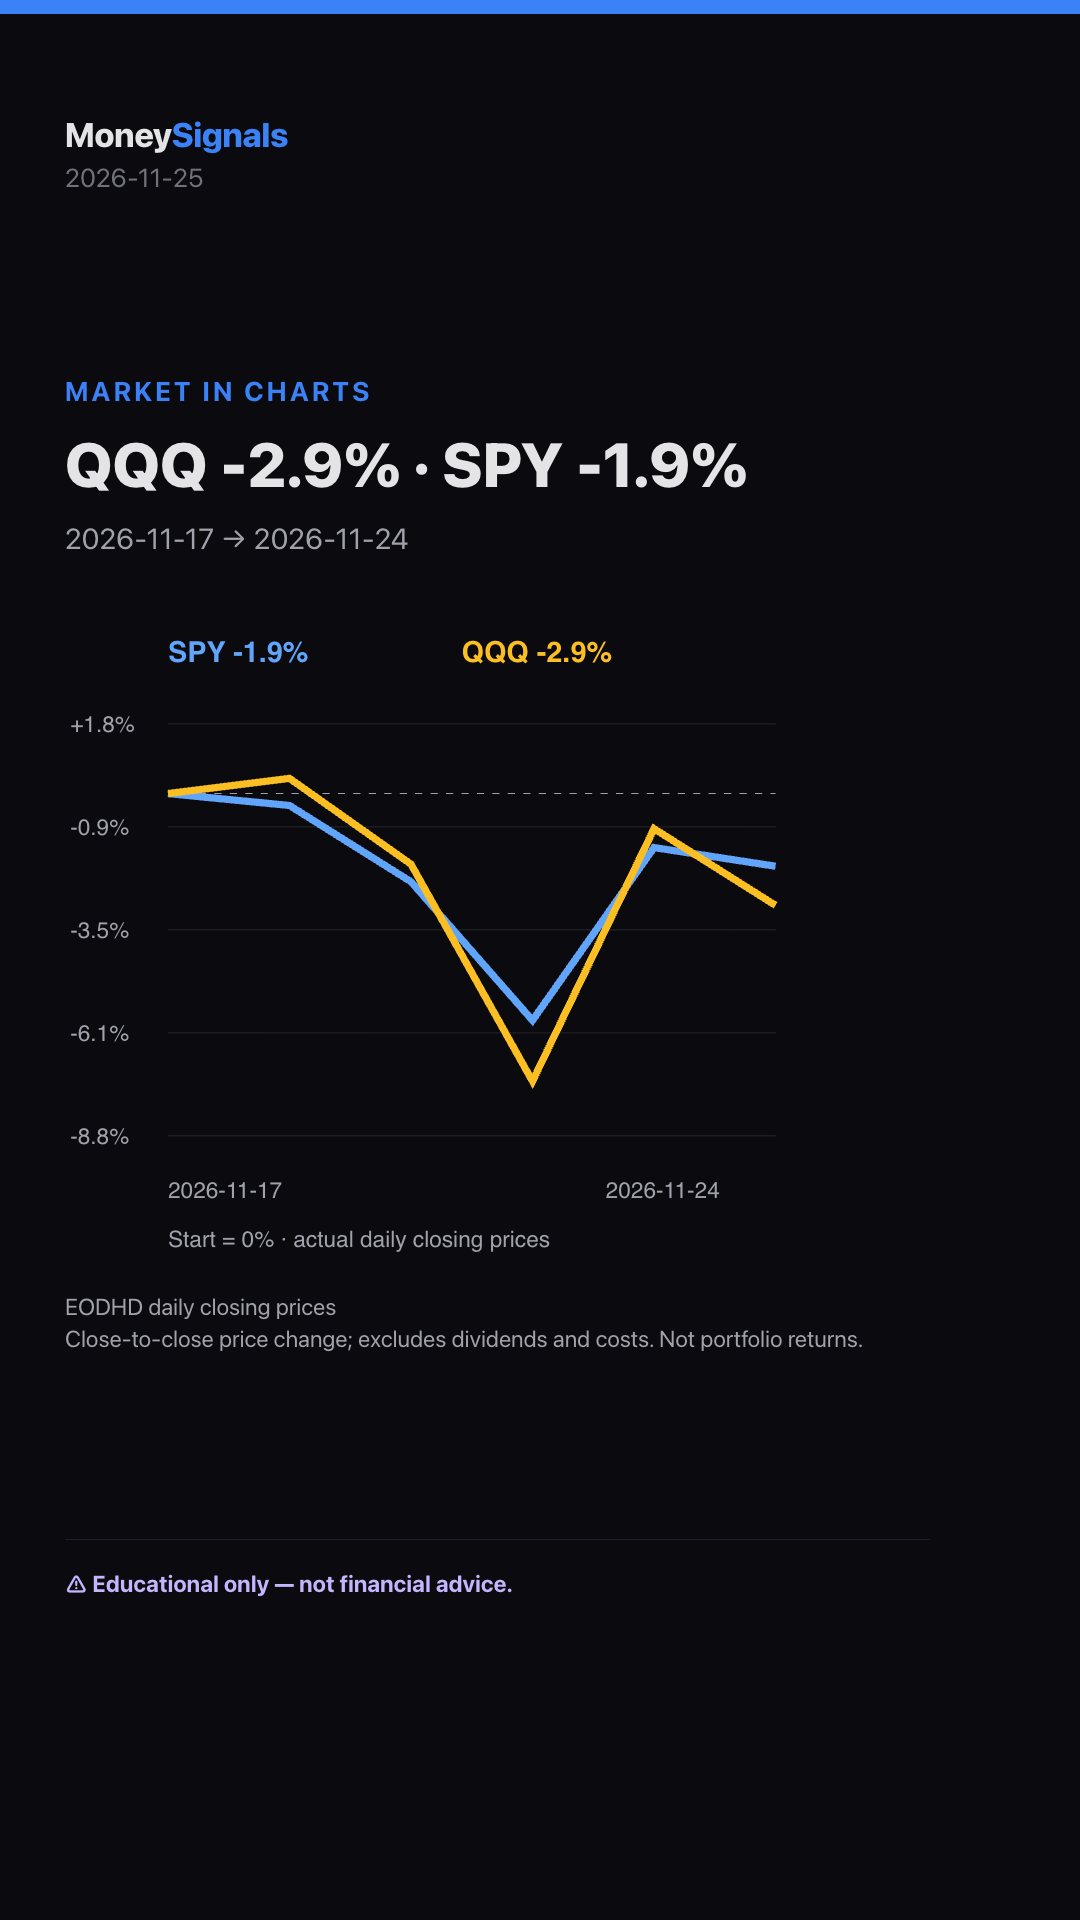 MoneySignals
2026-11-25
MARKET IN CHARTS
QQQ -2.9% · SPY -1.9%
2026-11-17 → 2026-11-24
SPY -1.9% QQQ -2.9%
+1.8%
-0.9%
-3.5%
-6.1%
-8.8%
2026-11-17 2026-11-24
Start = 0% · actual daily closing prices
EODHD daily closing prices
Close-to-close price change; excludes dividends and costs. Not portfolio returns.
⚠ Educational only — not financial advice.